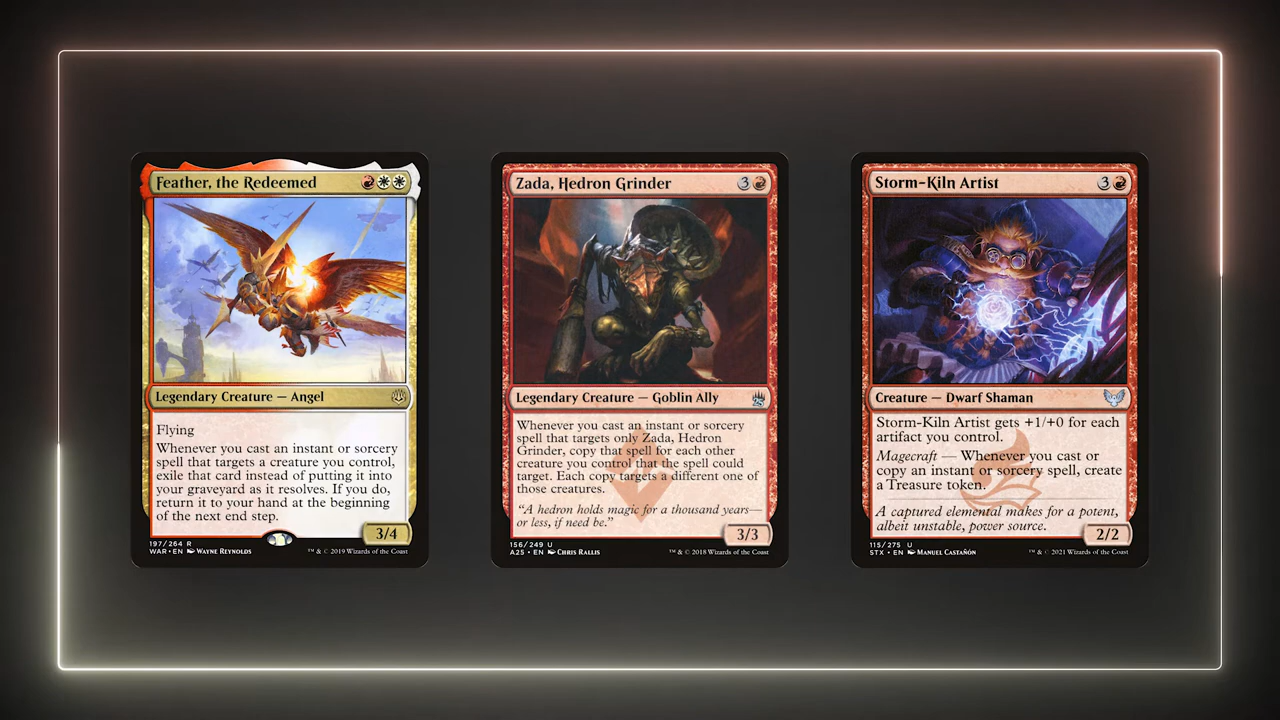 Feather, the Redeemed
Legendary Creature — Angel
Flying
Whenever you cast an instant or sorcery
spell that targets a creature you control,
exile that card instead of putting it into
your graveyard as it resolves. If you do,
return it to your hand at the beginning
of the next end step.
3/4
197/264 R
WAR • EN Wayne Reynolds
™ & © 2019 Wizards of the Coast
Zada, Hedron Grinder
3
Legendary Creature — Goblin Ally
Whenever you cast an instant or sorcery
spell that targets only Zada, Hedron
Grinder, copy that spell for each other
creature you control that the spell could
target. Each copy targets a different one of
those creatures.
“A hedron holds magic for a thousand years—
or less, if need be.”
3/3
156/249 U
A25 • EN Chris Rallis
™ & © 2018 Wizards of the Coast
Storm-Kiln Artist
3
Creature — Dwarf Shaman
Storm-Kiln Artist gets +1/+0 for each
artifact you control.
Magecraft — Whenever you cast or
copy an instant or sorcery spell, create
a Treasure token.
A captured elemental makes for a potent,
albeit unstable, power source.
2/2
115/275 U
STX • EN Manuel Castañón
™ & © 2021 Wizards of the Coast